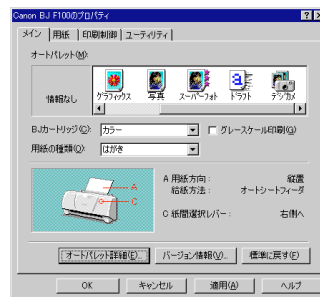 Canon BJ F100のプロパティ
メイン 用紙 印刷制御 ユーティリティ
オートパレット(M):
情報なし グラフィックス 写真 スーパーフォト ドラフト デジカメ
BJカートリッジ(C): カラー グレースケール印刷(G)
用紙の種類(O): はがき
A 用紙方向: 縦置
給紙方法: オートシートフィーダ
A
C
C 紙間選択レバー: 右側へ
オートパレット詳細(E)... バージョン情報(V)... 標準に戻す(F)
OK キャンセル 適用(A) ヘルプ